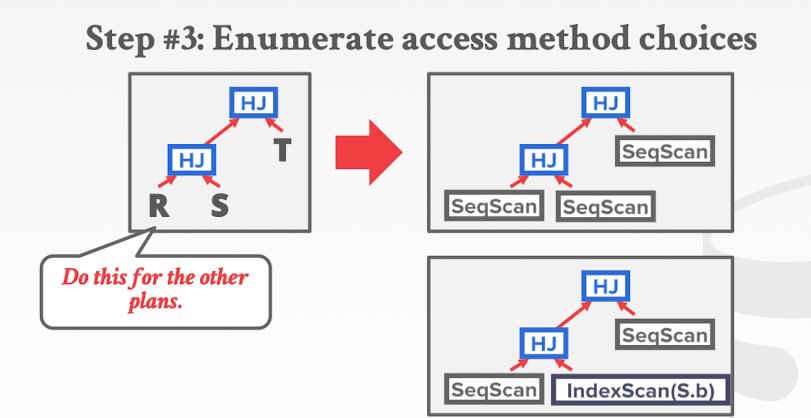 Step #3: Enumerate access method choices
HJ
HJ
T
R S
Do this for the other
plans.
HJ
SeqScan
HJ
SeqScan SeqScan
HJ
SeqScan
HJ
SeqScan IndexScan(S.b)